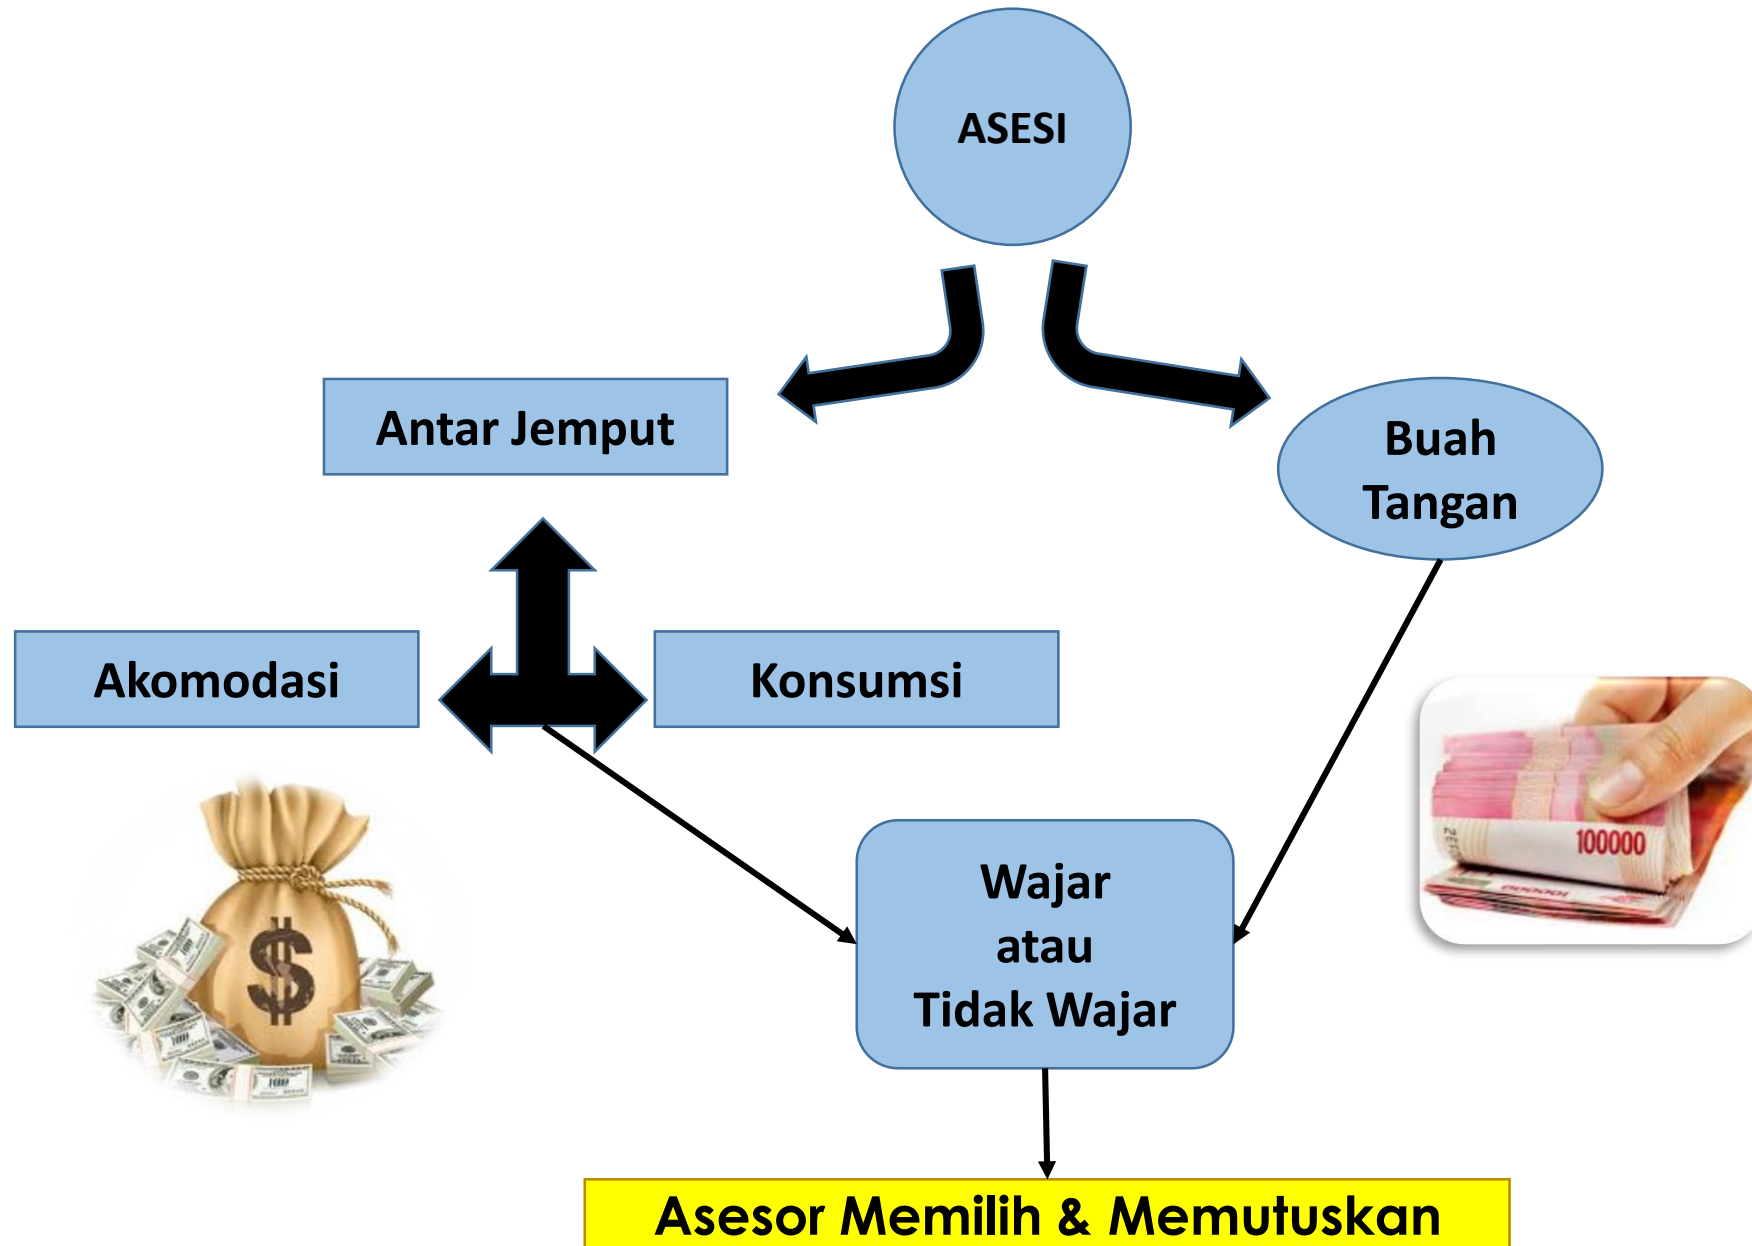 ASESI
Antar Jemput
Buah
Tangan
Akomodasi
Konsumsi
$
100000
Wajar
atau
Tidak Wajar
Asesor Memilih & Memutuskan